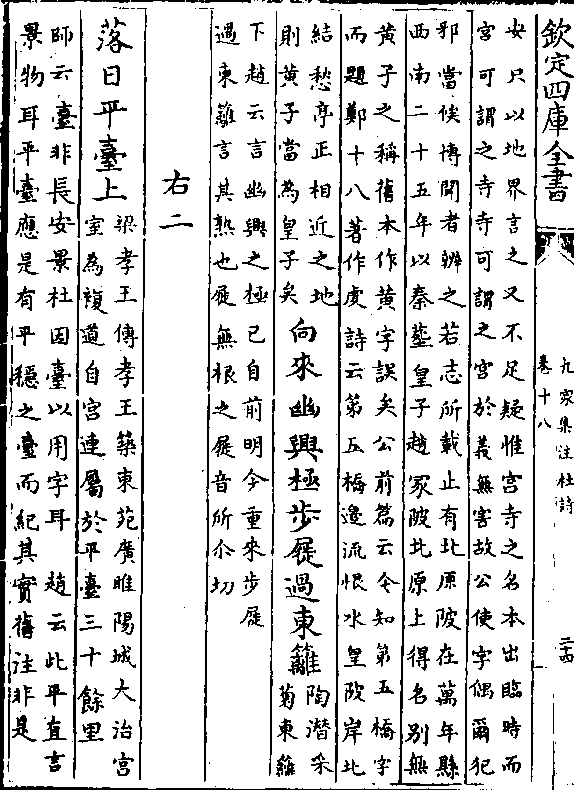 欽定四庫全書
九家集注杜詩
卷十八
二十四
安只以地界言之又不足疑惟宫寺之名本出臨時而
宫可謂之寺寺可謂之宫於義無害故公使字偶爾犯
邪當俟博聞者辨之若志所載止有北原陂在萬年縣
西南二十五年以秦塟皇子趙冢陂北原上得名别無
黄子之稱舊本作黄字誤矣公前篇云今知第五橋字
而題鄭十八著作䖍詩云第五橋邉流恨水皇陂岸北
結愁亭正相近之地
則黄子當為皇子矣
向來幽興極步屧過東籬
陶潛采
菊東籬
下趙云言幽興之極已自前明今重來步屧
過東籬言其熟也屧無根之屐音所介切
右二
落日平臺上
梁孝王傳孝王築東苑廣睢陽城大治宫
室為複道自宫連屬於平臺三十餘里
師云臺非長安景杜因臺以用字耳 趙云此平直言
景物耳平臺應是有平穩之臺而紀其實舊注非是